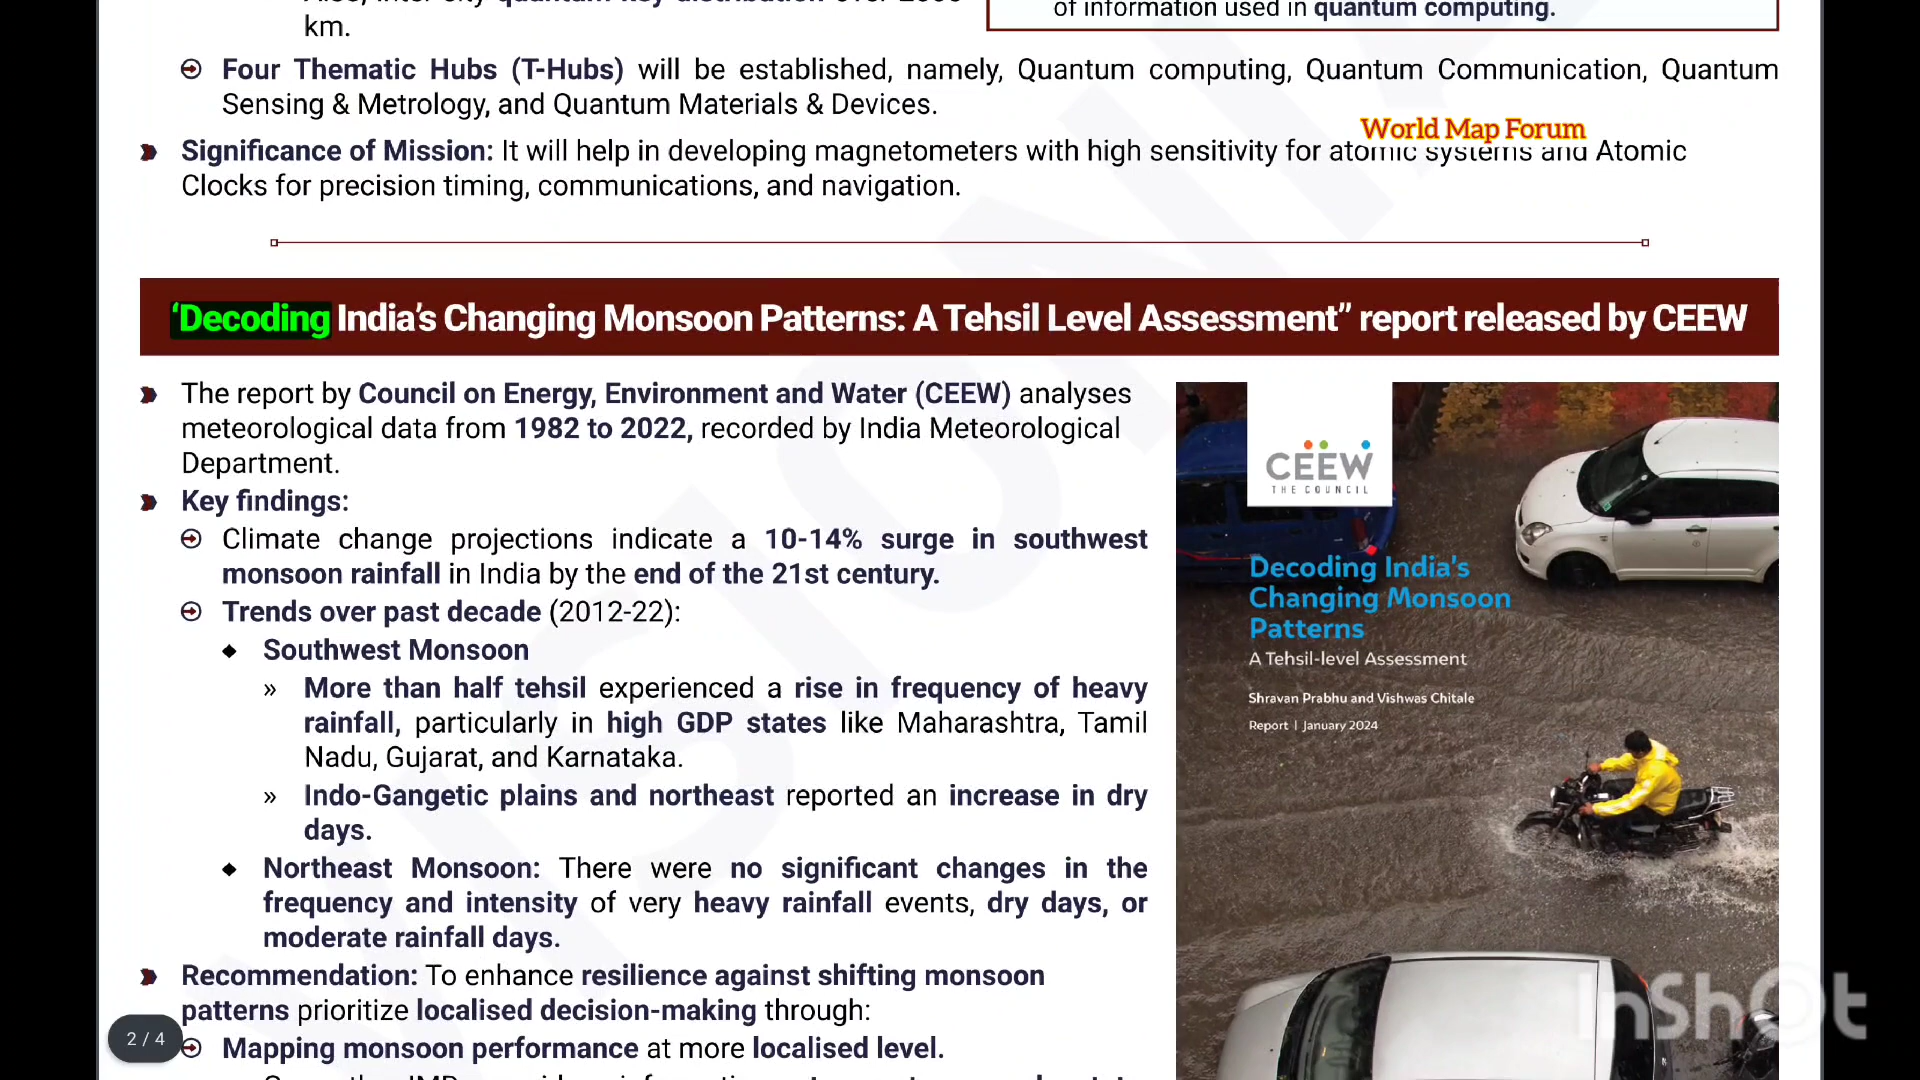 km.
of information used in quantum computing.
Four Thematic Hubs (T-Hubs) will be established, namely, Quantum computing, Quantum Communication, Quantum
Sensing & Metrology, and Quantum Materials & Devices.
World Map Forum
Significance of Mission: It will help in developing magnetometers with high sensitivity for atomic systems and Atomic
Clocks for precision timing, communications, and navigation.
‘Decoding India’s Changing Monsoon Patterns: A Tehsil Level Assessment” report released by CEEW
The report by Council on Energy, Environment and Water (CEEW) analyses
meteorological data from 1982 to 2022, recorded by India Meteorological
Department.
Key findings:
Climate change projections indicate a 10-14% surge in southwest
monsoon rainfall in India by the end of the 21st century.
Trends over past decade (2012-22):
Southwest Monsoon
» More than half tehsil experienced a rise in frequency of heavy
rainfall, particularly in high GDP states like Maharashtra, Tamil
Nadu, Gujarat, and Karnataka.
» Indo-Gangetic plains and northeast reported an increase in dry
days.
Northeast Monsoon: There were no significant changes in the
frequency and intensity of very heavy rainfall events, dry days, or
moderate rainfall days.
Recommendation: To enhance resilience against shifting monsoon
patterns prioritize localised decision-making through:
Mapping monsoon performance at more localised level.
2 / 4
CEEW
THE COUNCIL
Decoding India's
Changing Monsoon
Patterns
A Tehsil-level Assessment
Shravan Prabhu and Vishwas Chitale
Report | January 2024
InShOt